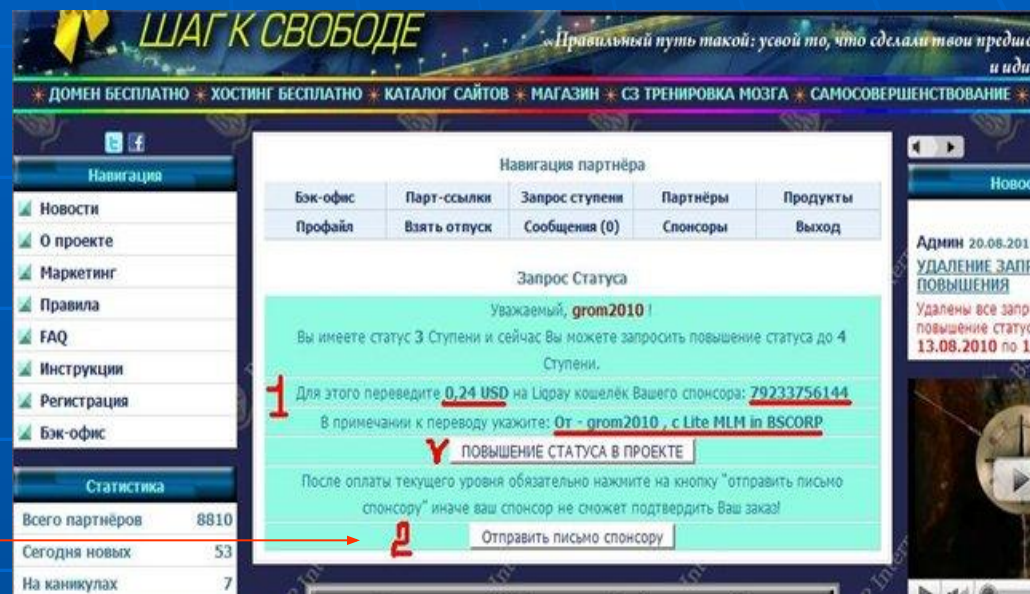 ШАГ К СВОБОДЕ
«Правильный путь такой: усвой то, что сделали твои
и
ДОМЕН БЕСПЛАТНО ✴ ХОСТИНГ БЕСПЛАТНО ✴ КАТАЛОГ САЙТОВ ✴ МАГАЗИН ✴ СЗ ТРЕНИРОВКА МОЗГА ✴ САМОСОВЕРШЕНСТВОВАНИЕ
Навигация
Новости
О проекте
Маркетинг
Правила
FAQ
Инструкции
Регистрация
Бэк-офис
Статистика
Всего партнёров 8810
Сегодня новых 53
На каникулах 7
Навигация партнёра
Бэк-офис Парт-ссылки Запрос ступени Партнёры Продукты
Профайл Взять отпуск Сообщения (0) Спонсоры Выход
Запрос Статуса
Уважаемый, grom2010 !
Вы имеете статус 3 Ступени и сейчас Вы можете запросить повышение статуса до 4
Ступени.
1
Для этого переведите 0,24 USD на Liqpay кошелёк Вашего спонсора: 79233756144
В примечании к переводу укажите: От - grom2010 , с Lite MLM in BSCORP
ПОВЫШЕНИЕ СТАТУСА В ПРОЕКТЕ
После оплаты текущего уровня обязательно нажмите на кнопку "отправить письмо
спонсору" иначе ваш спонсор не сможет подтвердить Ваш заказ!
2
Отправить письмо спонсору
Админ 20.08.201
УДАЛЕНИЕ
ПОВЫШЕНИЯ
Удалены все
повышение
13.08.2010 по 1